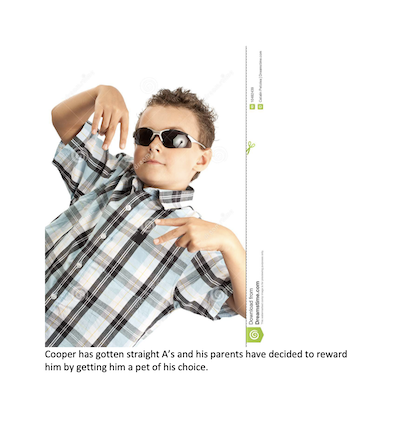 Cooper has gotten straight A's and his parents have decided to reward
him by getting him a pet of his choice.
Download from
Dreamstime.com